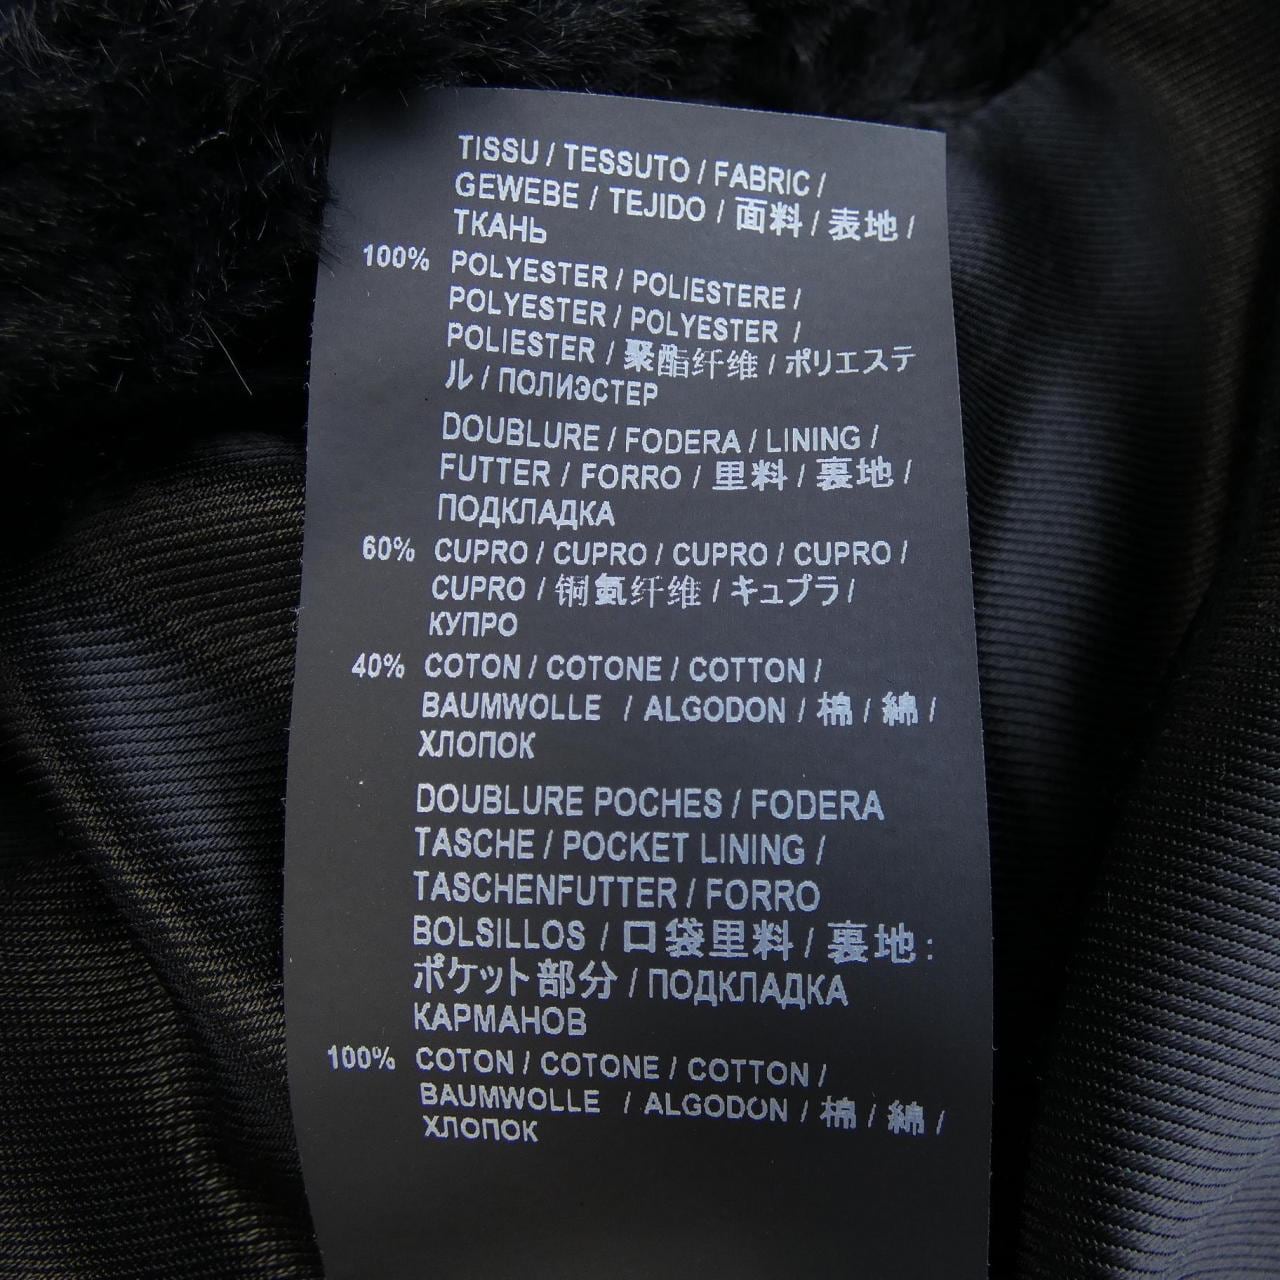 TISSU / TESSUTO / FABRIC /
GEWEBE / TEJIDO / 面料 / 表地 /
ТКАНЬ
100% POLYESTER / POLIESTERE /
POLYESTER / POLYESTER /
POLIESTER / 聚酯纤维 / ポリエステ
ル / ПОЛИЭСТЕР
DOUBLURE / FODERA / LINING /
FUTTER / FORRO / 里料 / 裏地 /
ПОДКЛАДКА
60% CUPRO / CUPRO / CUPRO / CUPRO /
CUPRO / 铜氨纤维 / キュプラ /
КУПРО
40% COTON / COTONE / COTTON /
BAUMWOLLE / ALGODON / 棉 / 綿 /
ХЛОПОК
DOUBLURE POCHES / FODERA
TASCHE / POCKET LINING /
TASCHENFUTTER / FORRO
BOLSILLOS / 口袋里料 / 裏地:
ポケット部分 / ПОДКЛАДКА
КАРМАНОВ
100% COTON / COTONE / COTTON /
BAUMWOLLE / ALGODON / 棉 / 綿 /
ХЛОПОК